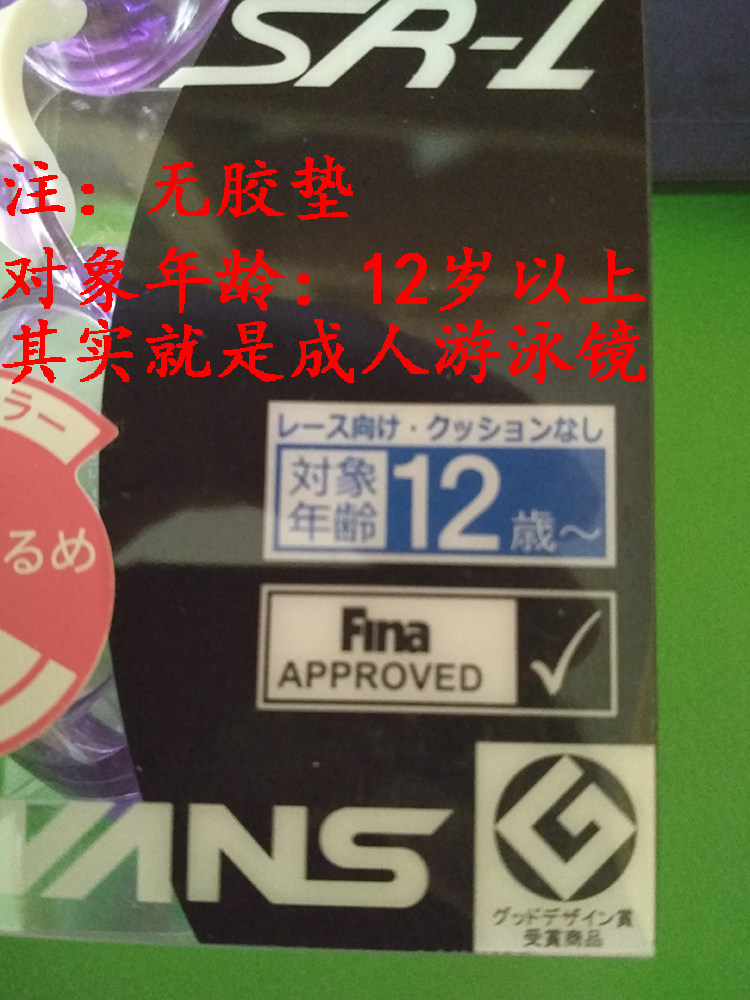 SR-1
注：无胶垫
对象年龄：12岁以上
其实就是成人游泳镜
ラー
るめ
レース向け・クッションなし
対象年齢 12歳～
Fina
APPROVED
VANS
G
グッドデザイン賞
受賞商品